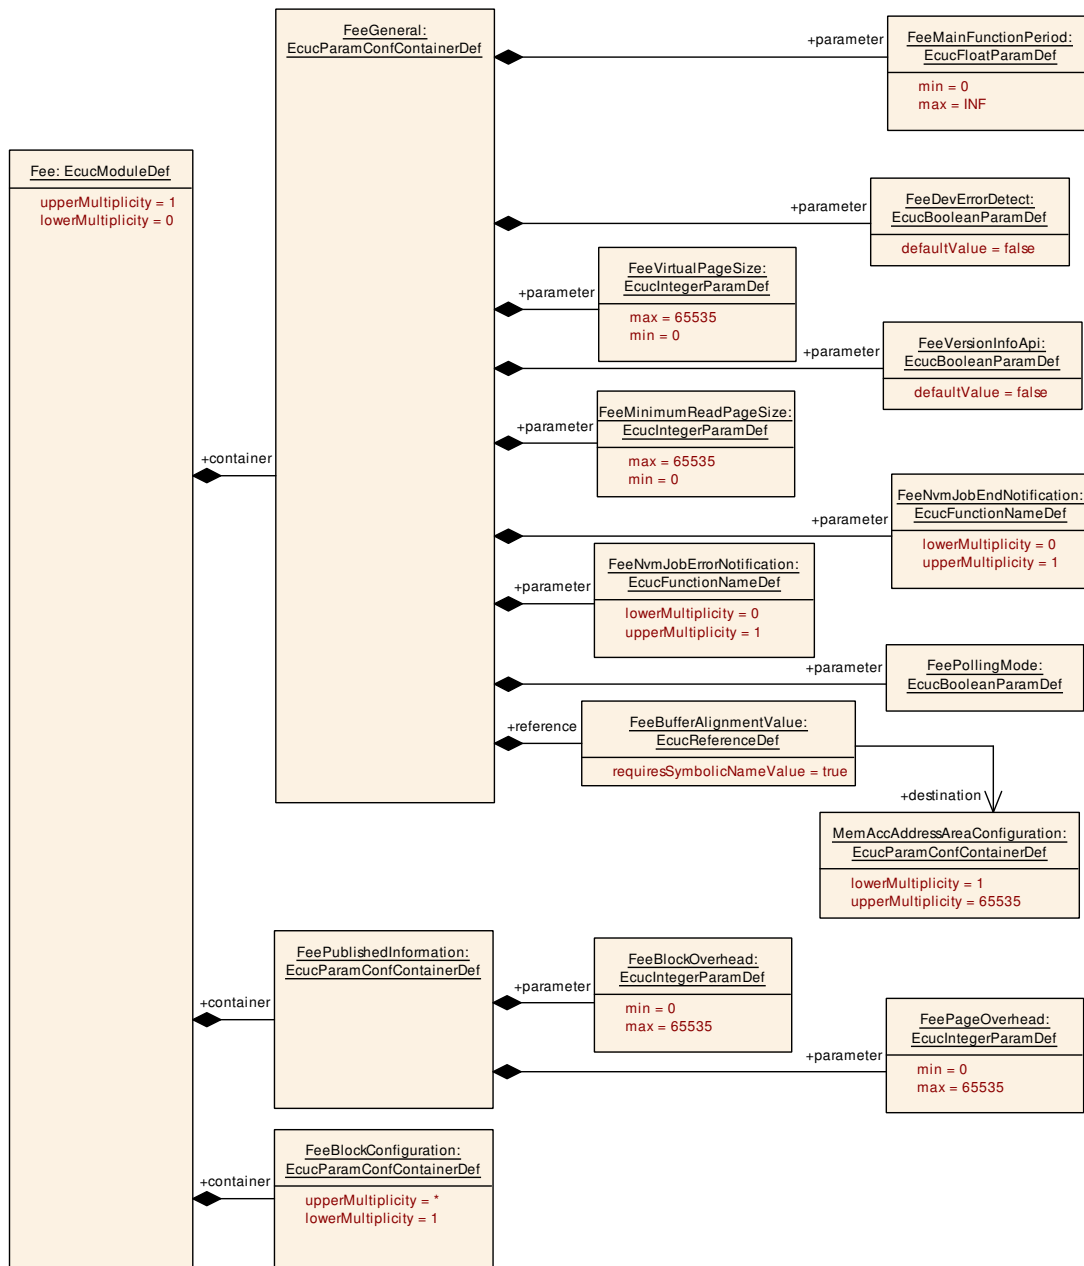 FeeGeneral:
EcucParamConfContainerDef
+parameter
FeeMainFunctionPeriod:
EcucFloatParamDef
min = 0
max = INF
Fee: EcucModuleDef
upperMultiplicity = 1
lowerMultiplicity = 0
+parameter
FeeDevErrorDetect:
EcucBooleanParamDef
defaultValue = false
+parameter
FeeVirtualPageSize:
EcucIntegerParamDef
max = 65535
min = 0
+parameter
FeeVersionInfoApi:
EcucBooleanParamDef
defaultValue = false
+parameter
FeeMinimumReadPageSize:
EcucIntegerParamDef
max = 65535
min = 0
+container
+parameter
FeeNvmJobEndNotification:
EcucFunctionNameDef
lowerMultiplicity = 0
upperMultiplicity = 1
+parameter
FeeNvmJobErrorNotification:
EcucFunctionNameDef
lowerMultiplicity = 0
upperMultiplicity = 1
+parameter
FeePollingMode:
EcucBooleanParamDef
+reference
FeeBufferAlignmentValue:
EcucReferenceDef
requiresSymbolicNameValue = true
+destination
MemAccAddressAreaConfiguration:
EcucParamConfContainerDef
lowerMultiplicity = 1
upperMultiplicity = 65535
+container
FeePublishedInformation:
EcucParamConfContainerDef
+parameter
FeeBlockOverhead:
EcucIntegerParamDef
min = 0
max = 65535
+parameter
FeePageOverhead:
EcucIntegerParamDef
min = 0
max = 65535
+container
FeeBlockConfiguration:
EcucParamConfContainerDef
upperMultiplicity = *
lowerMultiplicity = 1